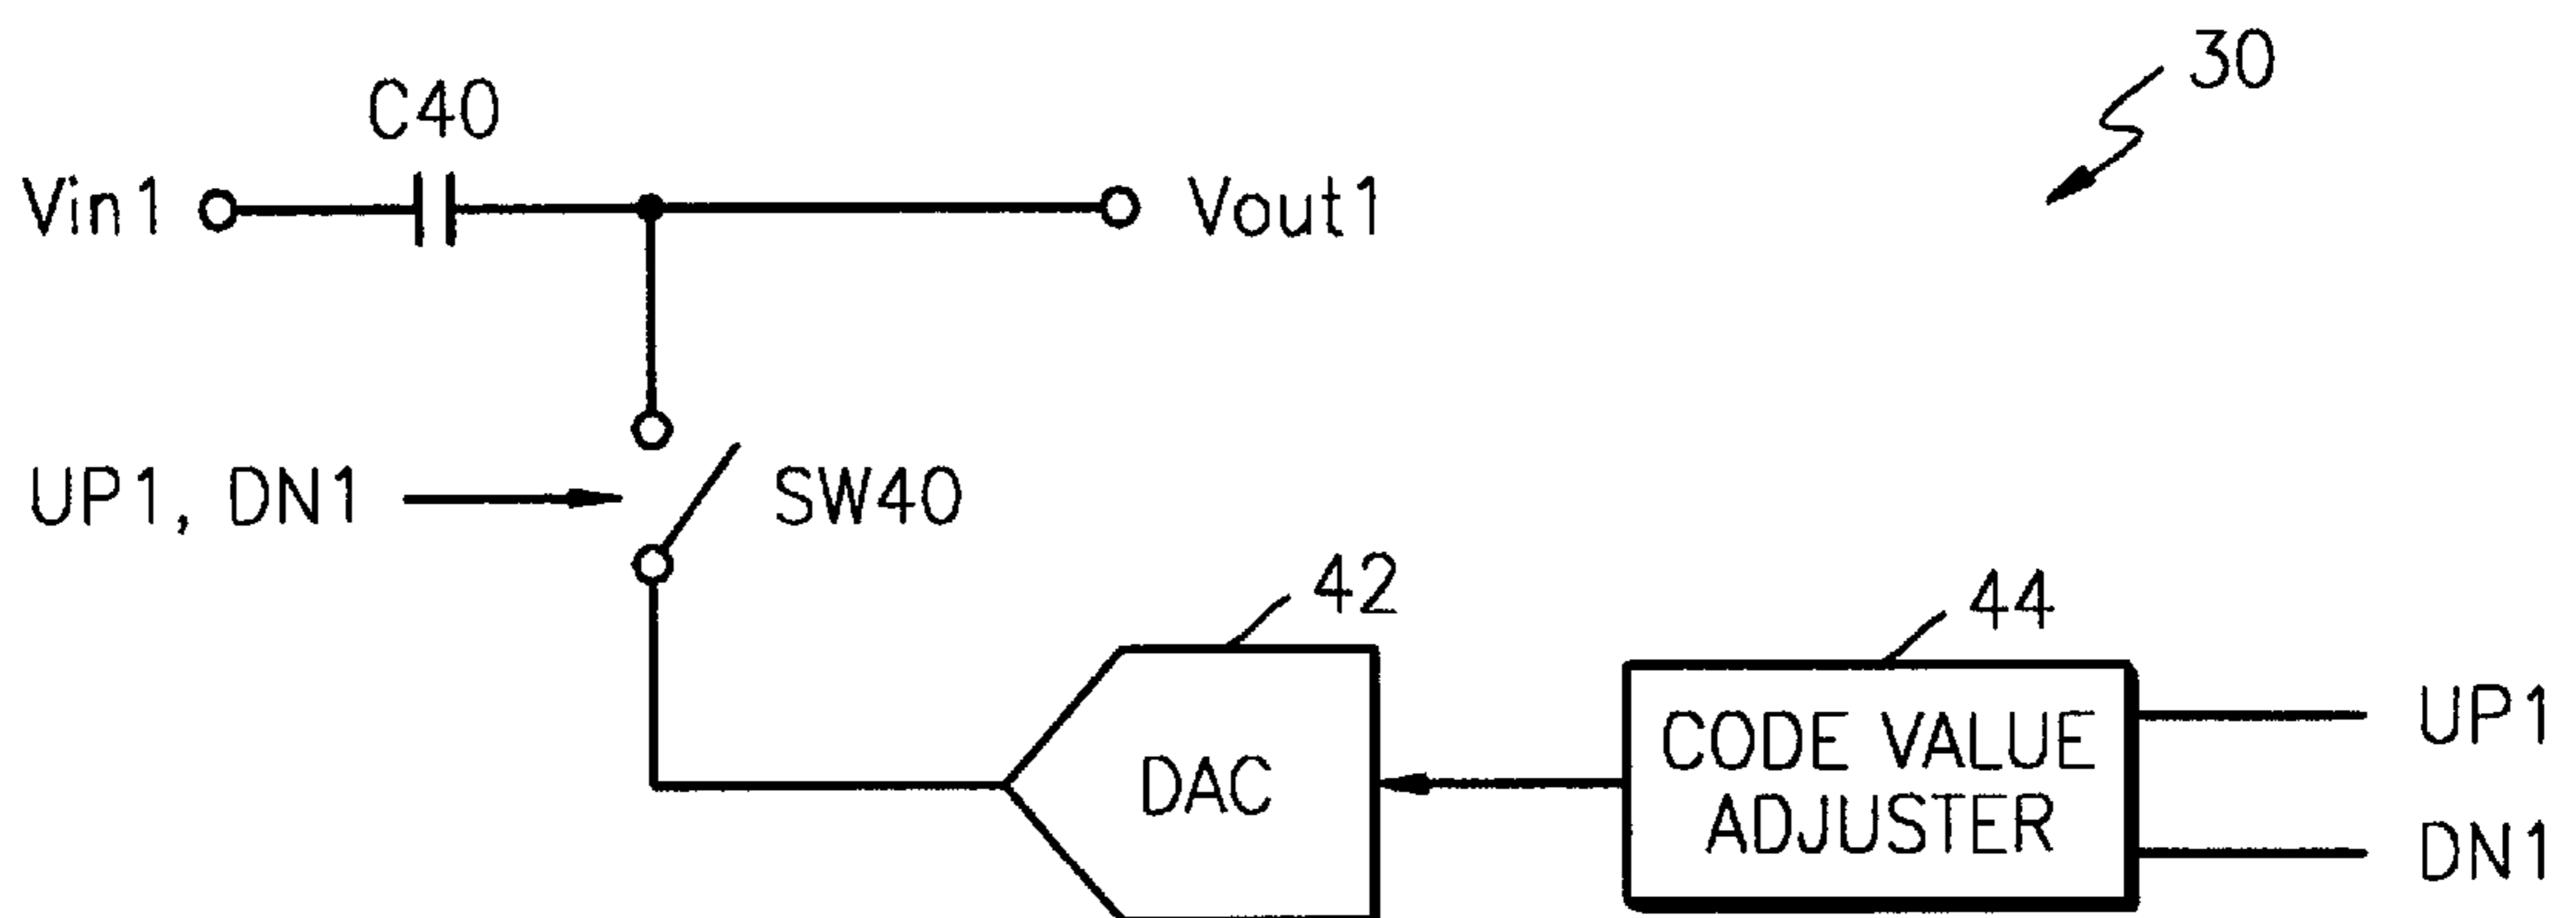 30
C40
Vin1
Vout1
UP1, DN1
SW40
42
44
DAC
CODE VALUE
ADJUSTER
UP1
DN1